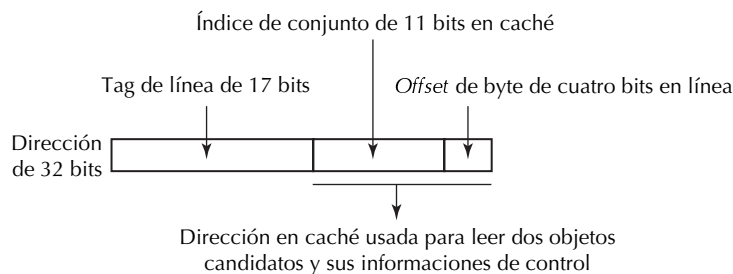 Índice de conjunto de 11 bits en caché
Tag de línea de 17 bits
Offset de byte de cuatro bits en línea
Dirección
de 32 bits
Dirección en caché usada para leer dos objetos
candidatos y sus informaciones de control